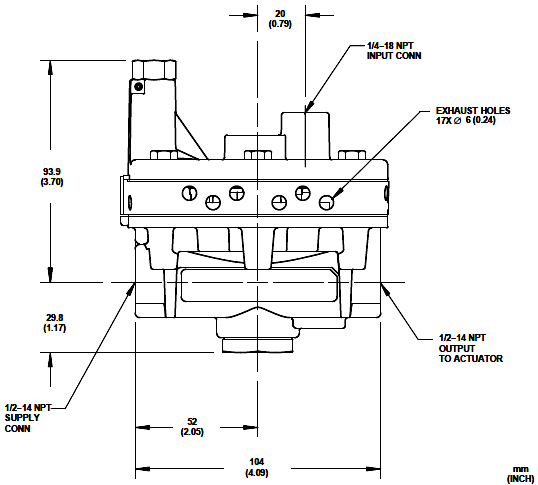 20
(0.79)
1/4–18 NPT
INPUT CONN
EXHAUST HOLES
17X ∅ 6 (0.24)
93.9
(3.70)
29.8
(1.17)
1/2–14 NPT
OUTPUT
TO ACTUATOR
1/2–14 NPT
SUPPLY
CONN
52
(2.05)
104
(4.09)
mm
(INCH)